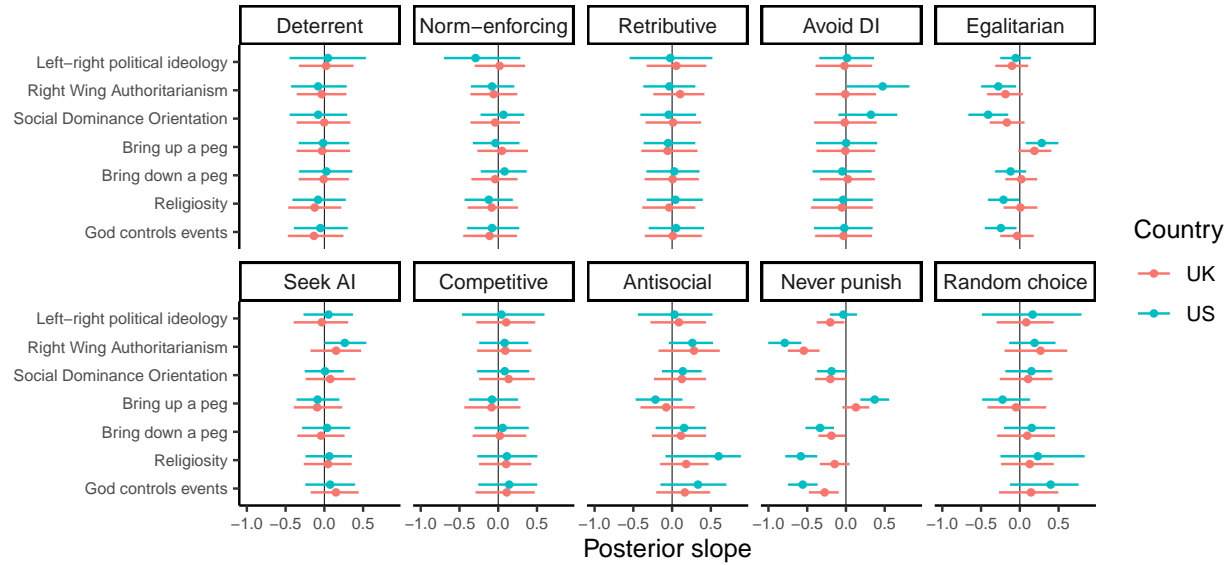 Deterrent Norm−enforcing Retributive Avoid DI Egalitarian
Left−right political ideology
Right Wing Authoritarianism
Social Dominance Orientation
Bring up a peg
Bring down a peg
Religiosity
God controls events
Seek AI Competitive Antisocial Never punish Random choice
Left−right political ideology
Right Wing Authoritarianism
Social Dominance Orientation
Bring up a peg
Bring down a peg
Religiosity
God controls events
−1.0 −0.5 0.0 0.5 −1.0 −0.5 0.0 0.5 −1.0 −0.5 0.0 0.5 −1.0 −0.5 0.0 0.5 −1.0 −0.5 0.0 0.5
Posterior slope
Country
UK
US